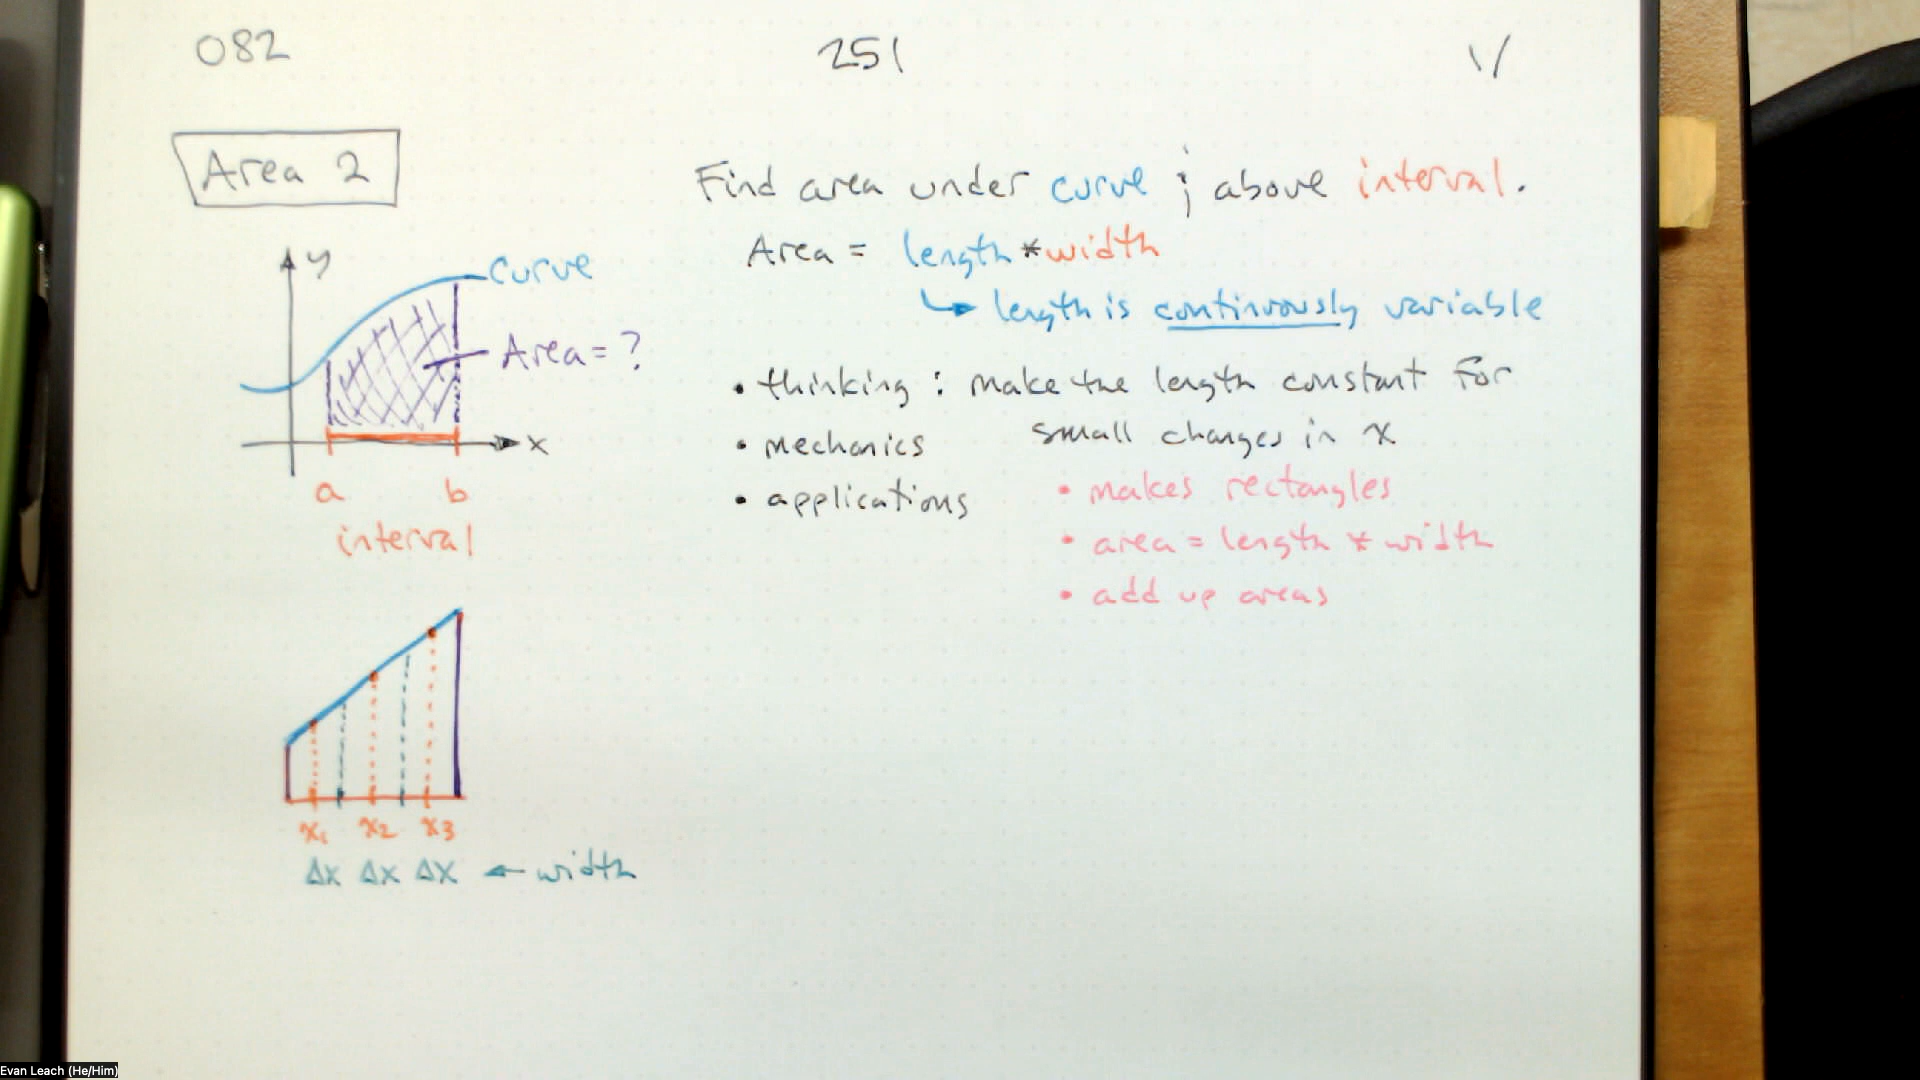 082
251
1/
Area 2
Find area under curve & above interval.
Area = length * width
↳ length is continuously variable
y
curve
Area = ?
x
a b
interval
• thinking : make the length constant for
small changes in x
• mechanics
• applications
• makes rectangles
• area = length * width
• add up areas
x₁ x₂ x₃
Δx Δx Δx ← width
Evan Leach (He/Him)